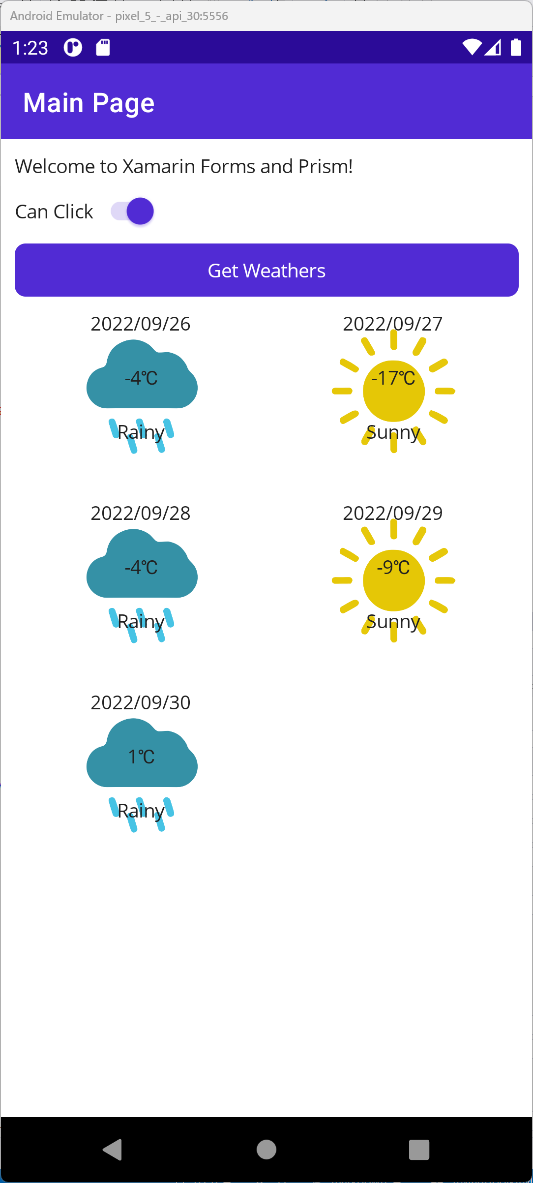 Android Emulator - pixel_5_-_api_30:5556
1:23
Main Page
Welcome to Xamarin Forms and Prism!
Can Click
Get Weathers
2022/09/26
-4℃
Rainy
2022/09/27
-17℃
Sunny
2022/09/28
-4℃
Rainy
2022/09/29
-9℃
Sunny
2022/09/30
1℃
Rainy